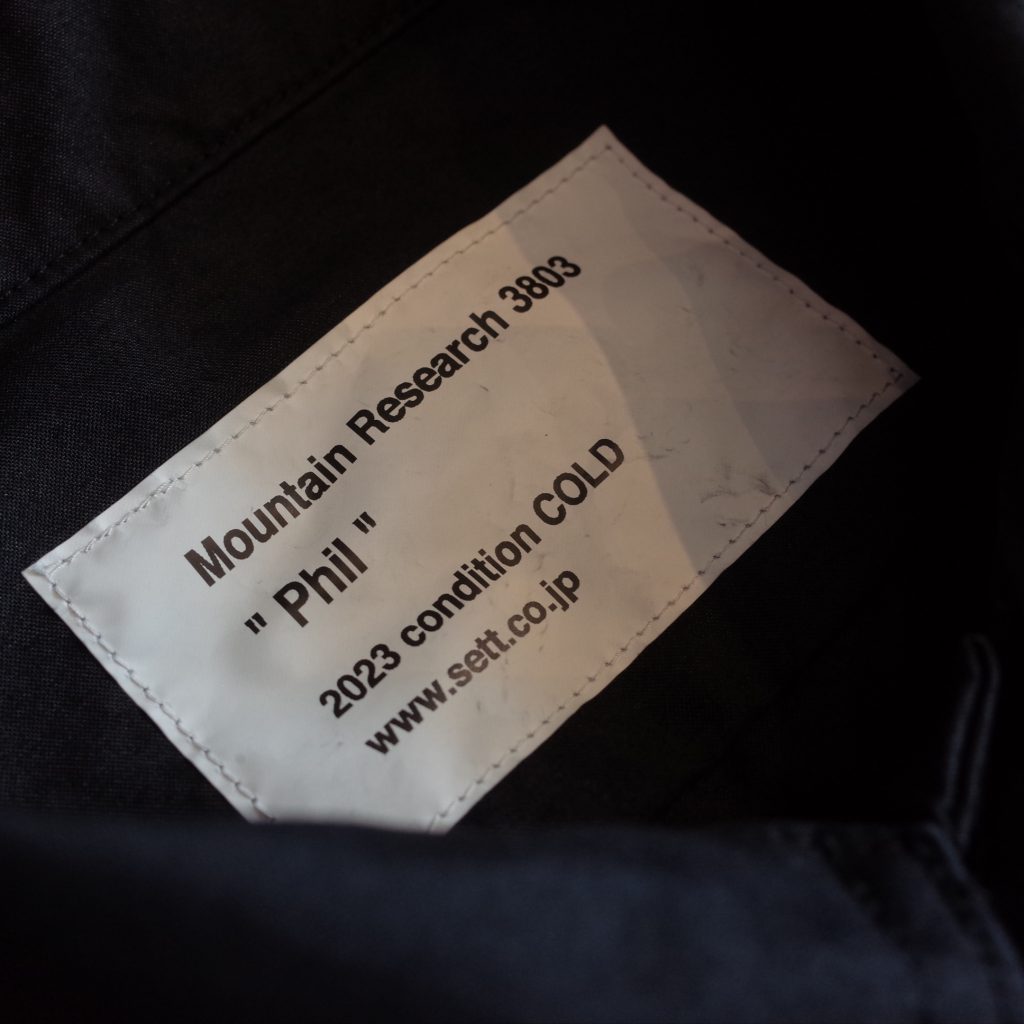 Mountain Research 3803
" Phil "
2023 condition COLD
www.sett.co.jp